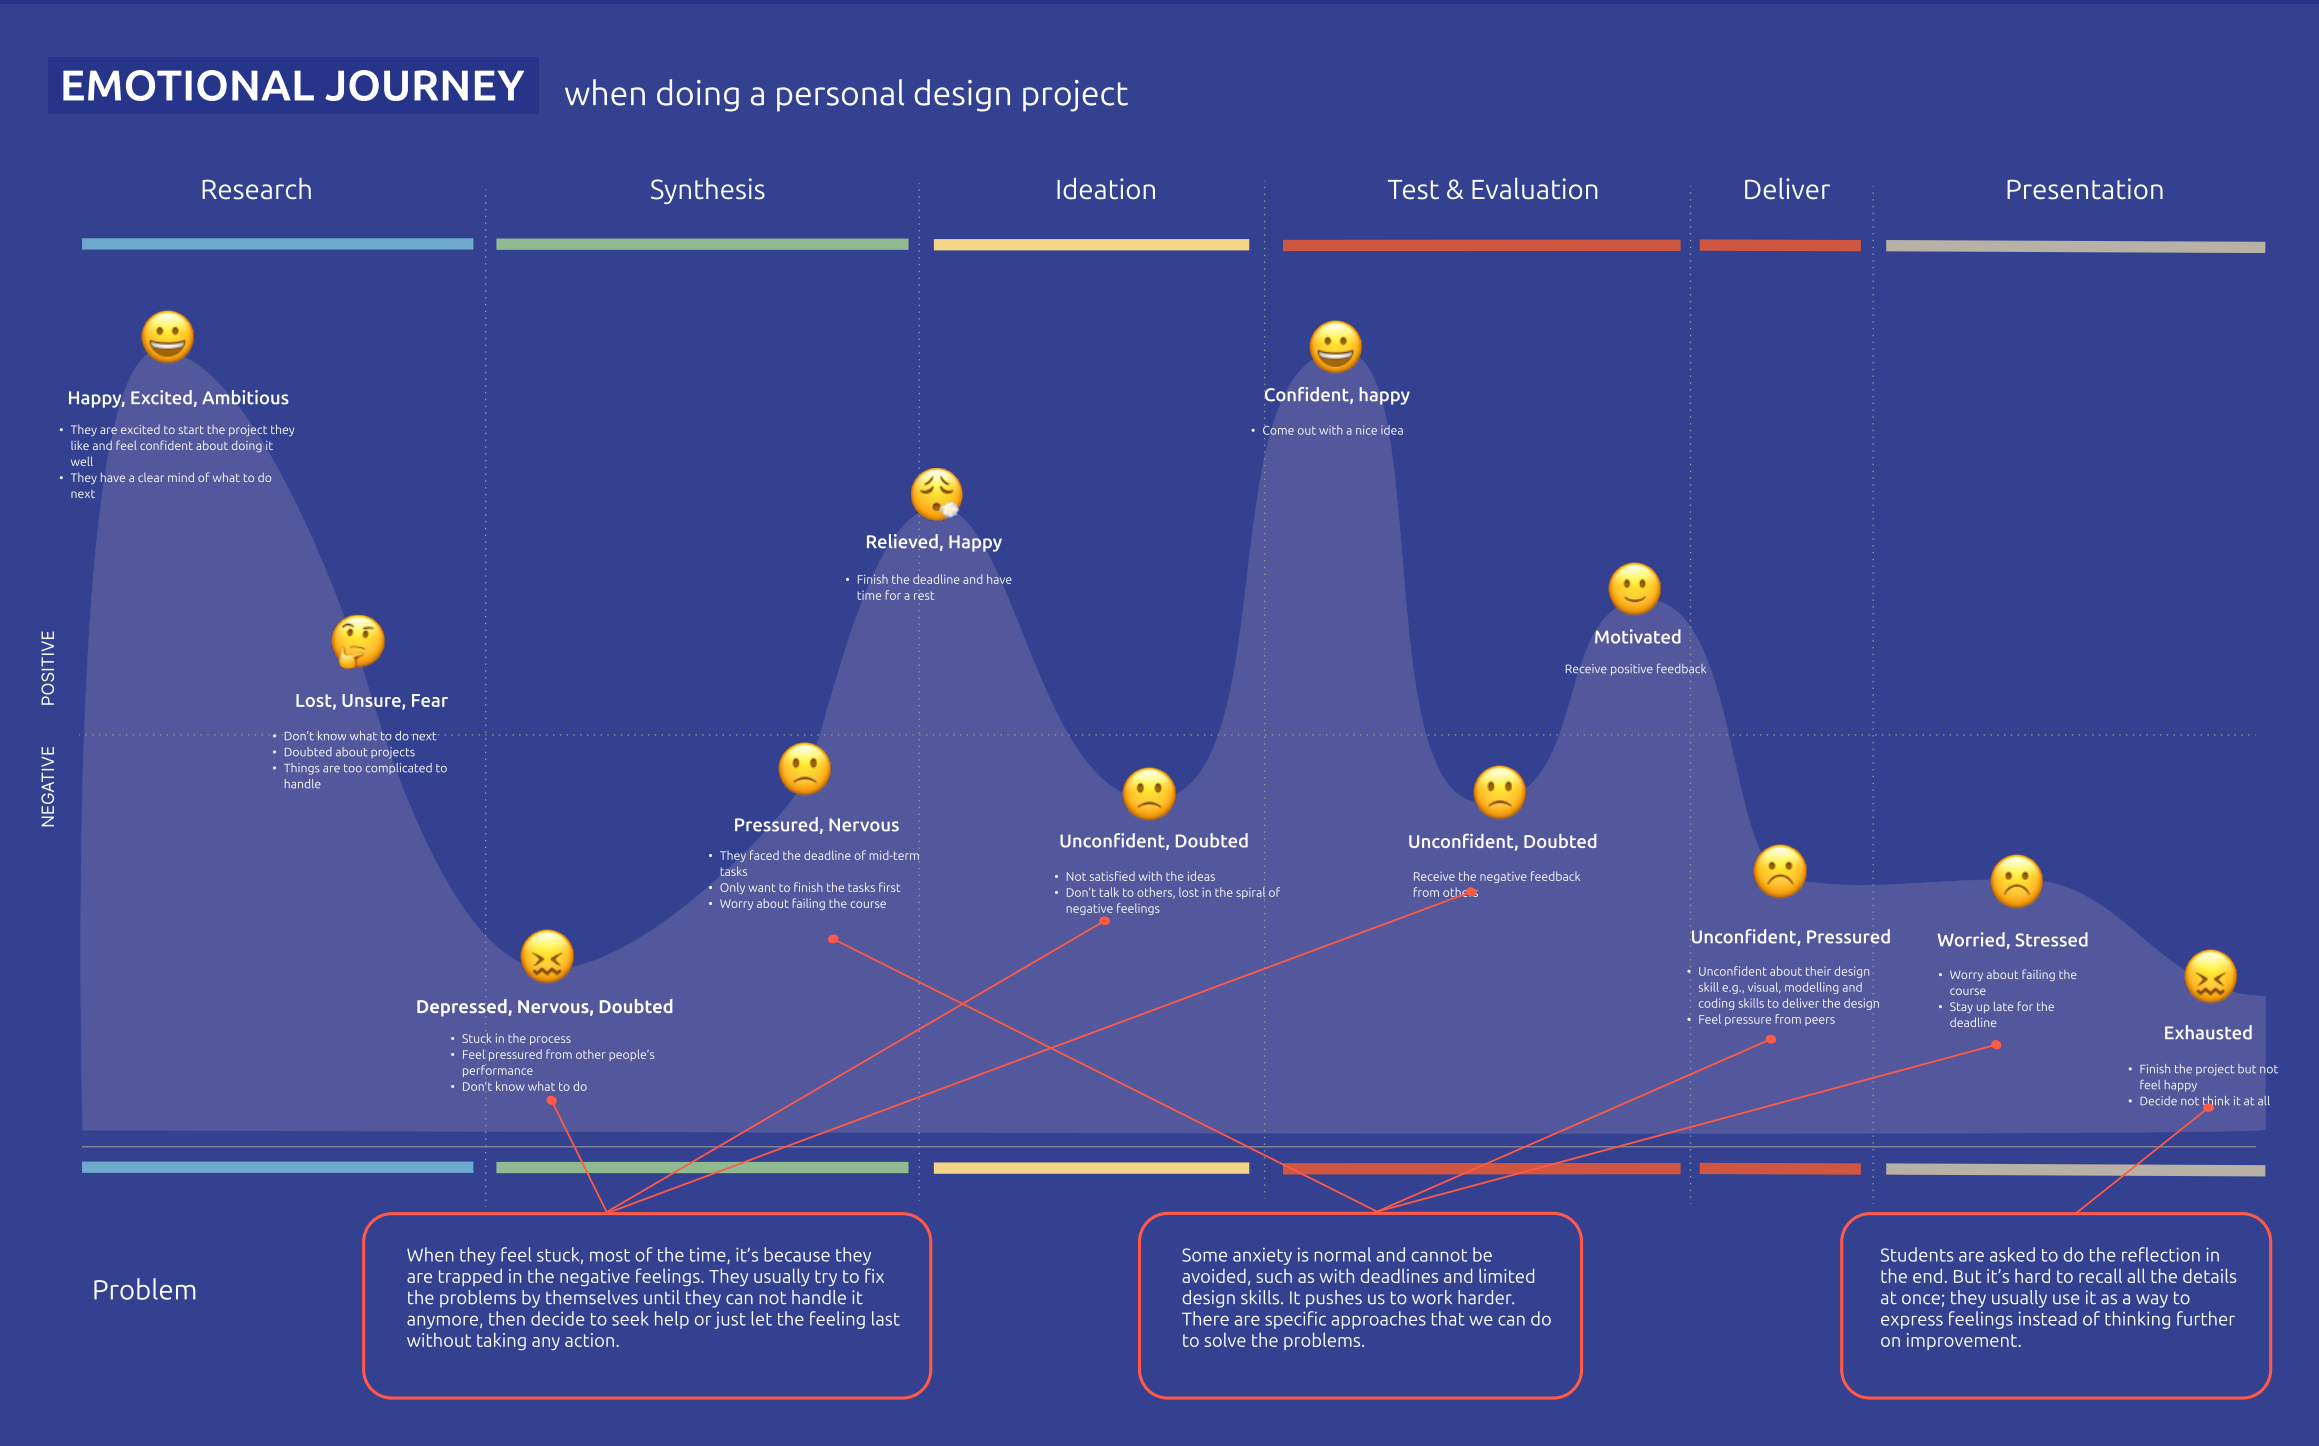 EMOTIONAL JOURNEY when doing a personal design project
Research
Synthesis
Ideation
Test & Evaluation
Deliver
Presentation
POSITIVE
NEGATIVE
Happy, Excited, Ambitious
• They are excited to start the project they
like and feel confident about doing it
well
• They have a clear mind of what to do
next
Lost, Unsure, Fear
• Don't know what to do next
• Doubted about projects
• Things are too complicated to
handle
Depressed, Nervous, Doubted
• Stuck in the process
• Feel pressured from other people's
performance
• Don't know what to do
Pressured, Nervous
• They faced the deadline of mid-term
tasks
• Only want to finish the tasks first
• Worry about failing the course
Relieved, Happy
• Finish the deadline and have
time for a rest
Unconfident, Doubted
• Not satisfied with the ideas
• Don't talk to others, lost in the spiral of
negative feelings
Confident, happy
• Come out with a nice idea
Unconfident, Doubted
Receive the negative feedback
from others
Motivated
Receive positive feedback
Unconfident, Pressured
• Unconfident about their design
skill e.g., visual, modelling and
coding skills to deliver the design
• Feel pressure from peers
Worried, Stressed
• Worry about failing the
course
• Stay up late for the
deadline
Exhausted
• Finish the project but not
feel happy
• Decide not think it at all
Problem
When they feel stuck, most of the time, it's because they
are trapped in the negative feelings. They usually try to fix
the problems by themselves until they can not handle it
anymore, then decide to seek help or just let the feeling last
without taking any action.
Some anxiety is normal and cannot be
avoided, such as with deadlines and limited
design skills. It pushes us to work harder.
There are specific approaches that we can do
to solve the problems.
Students are asked to do the reflection in
the end. But it's hard to recall all the details
at once; they usually use it as a way to
express feelings instead of thinking further
on improvement.